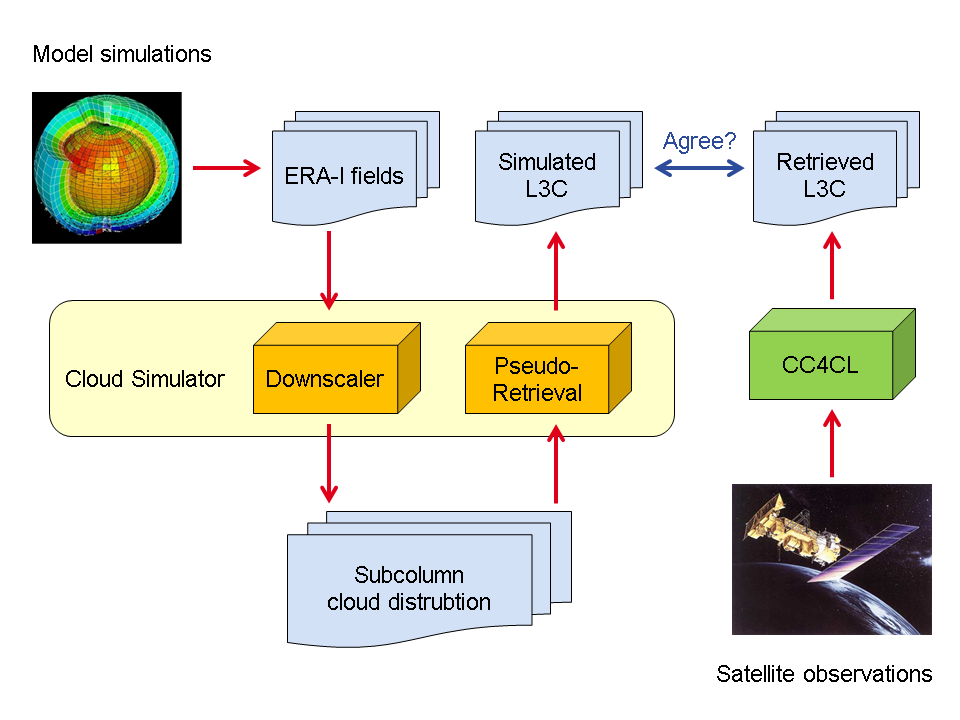 Model simulations
ERA-I fields
Simulated
L3C
Agree?
Retrieved
L3C
Cloud Simulator
Downscaler
Pseudo-
Retrieval
CC4CL
Subcolumn
cloud distrubtion
Satellite observations